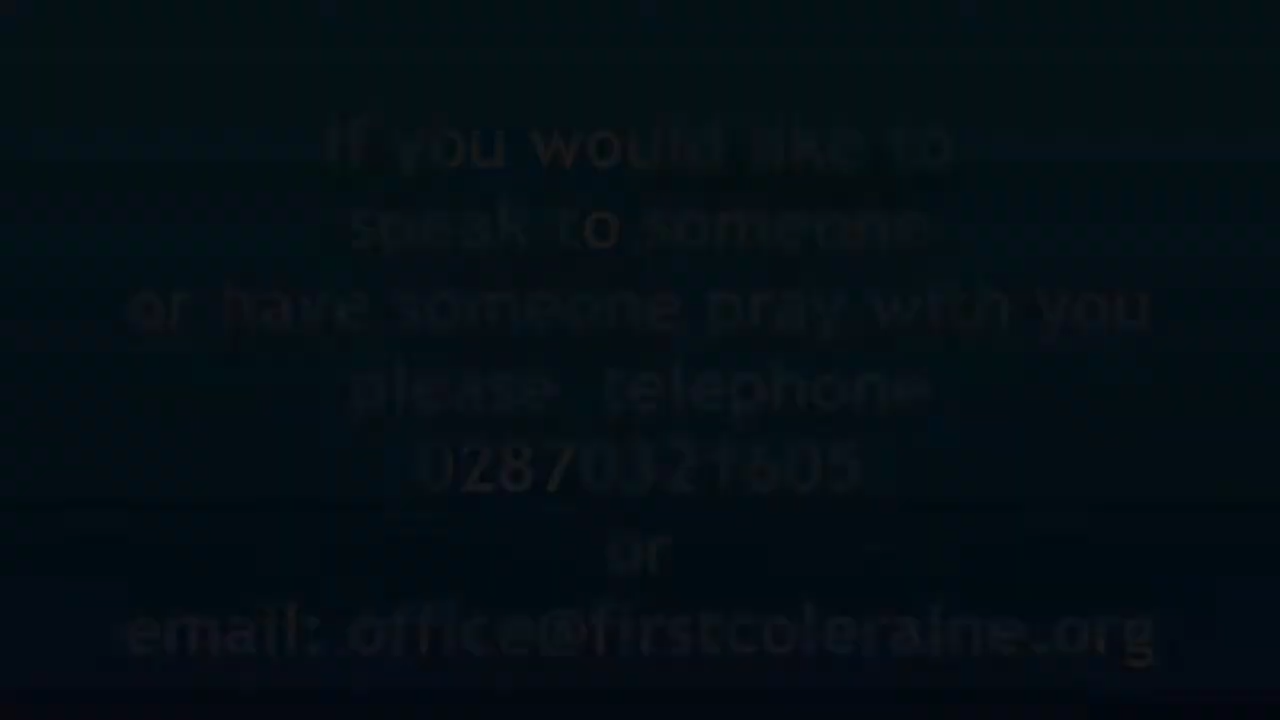 If you would like to
speak to someone
or have someone pray with you
please telephone
02870321605
or
email: office@firstcoleraine.org